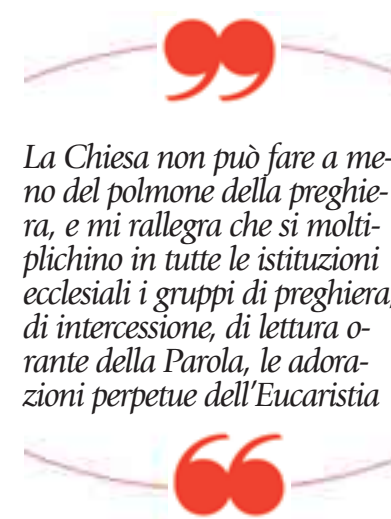 ”
La Chiesa non può fare a me-
no del polmone della preghie-
ra, e mi rallegra che si molti-
plichino in tutte le istituzioni
ecclesiali i gruppi di preghiera,
di intercessione, di lettura o-
rante della Parola, le adora-
zioni perpetue dell’Eucaristia
“